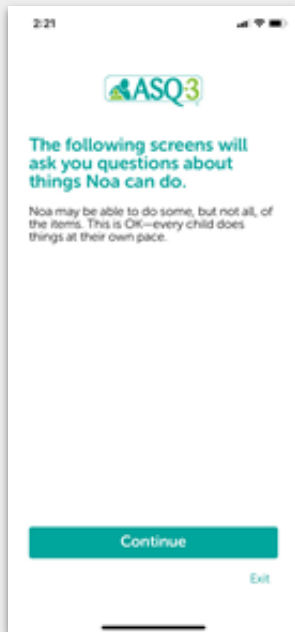 2:21
ASQ-3
The following screens will
ask you questions about
things Noa can do.
Noa may be able to do some, but not all, of
the items. This is OK—every child does
things at their own pace.
Continue
Exit